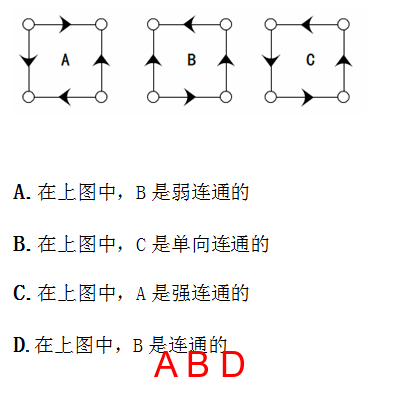 A B C
A. 在上图中，B 是弱连通的
B. 在上图中，C 是单向连通的
C. 在上图中，A 是强连通的
D. 在上图中，B 是连通的
A B D